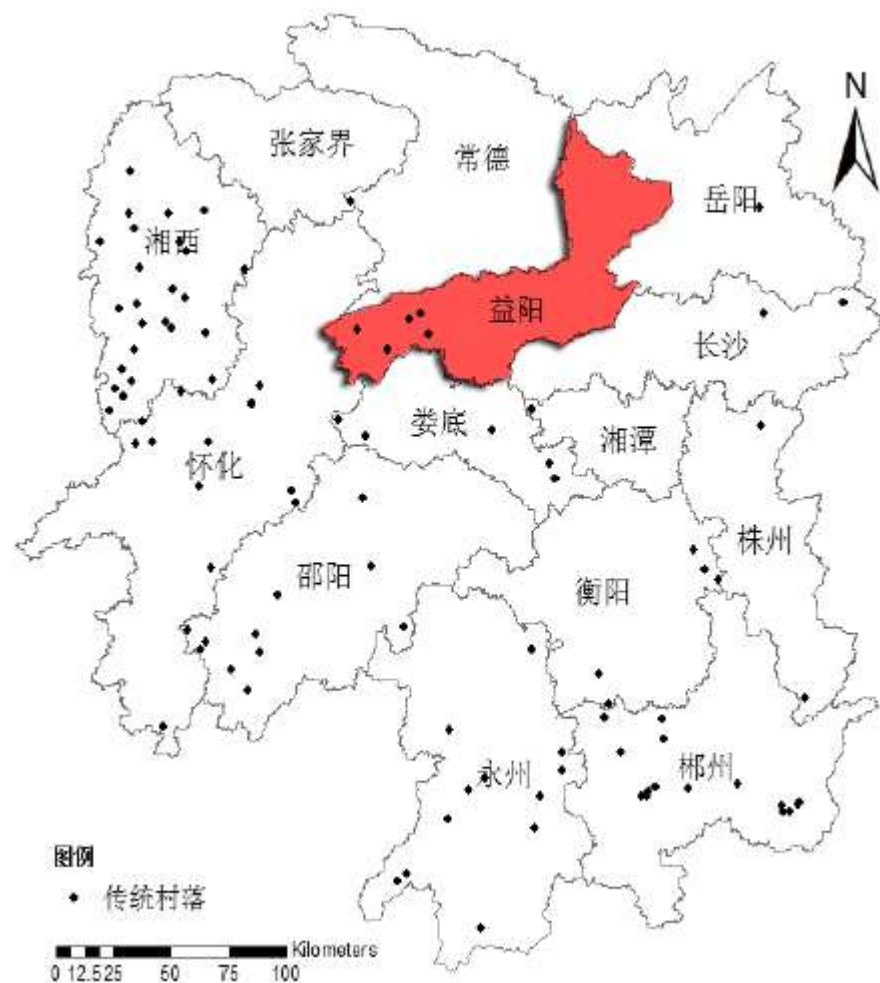 N
张家界
常德
岳阳
湘西
益阳
长沙
娄底
湘潭
怀化
株州
邵阳
衡阳
永州
郴州
图例
传统村落
Kilometers
0 12.5 25 50 75 100